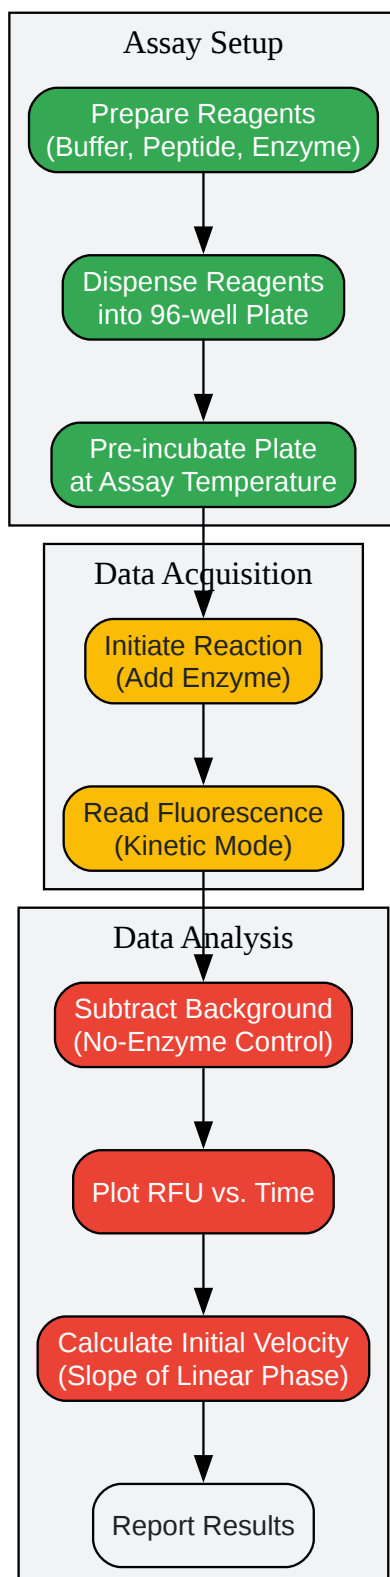 Assay Setup
Prepare Reagents
(Buffer, Peptide, Enzyme)
Dispense Reagents
into 96-well Plate
Pre-incubate Plate
at Assay Temperature
Data Acquisition
Initiate Reaction
(Add Enzyme)
Read Fluorescence
(Kinetic Mode)
Data Analysis
Subtract Background
(No-Enzyme Control)
Plot RFU vs. Time
Calculate Initial Velocity
(Slope of Linear Phase)
Report Results